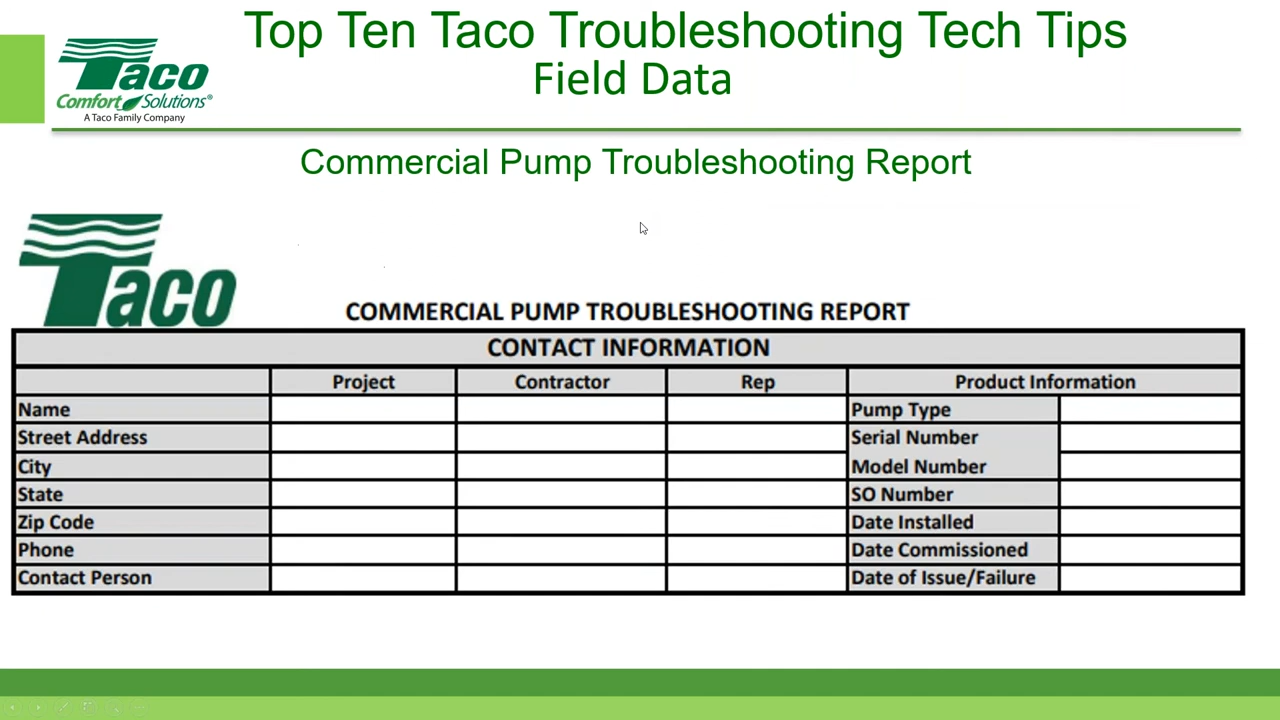 Top Ten Taco Troubleshooting Tech Tips
Field Data
Taco
Comfort Solutions®
A Taco Family Company
Commercial Pump Troubleshooting Report
Taco
COMMERCIAL PUMP TROUBLESHOOTING REPORT
CONTACT INFORMATION
Project Contractor Rep Product Information
Name Pump Type
Street Address Serial Number
City Model Number
State SO Number
Zip Code Date Installed
Phone Date Commissioned
Contact Person Date of Issue/Failure